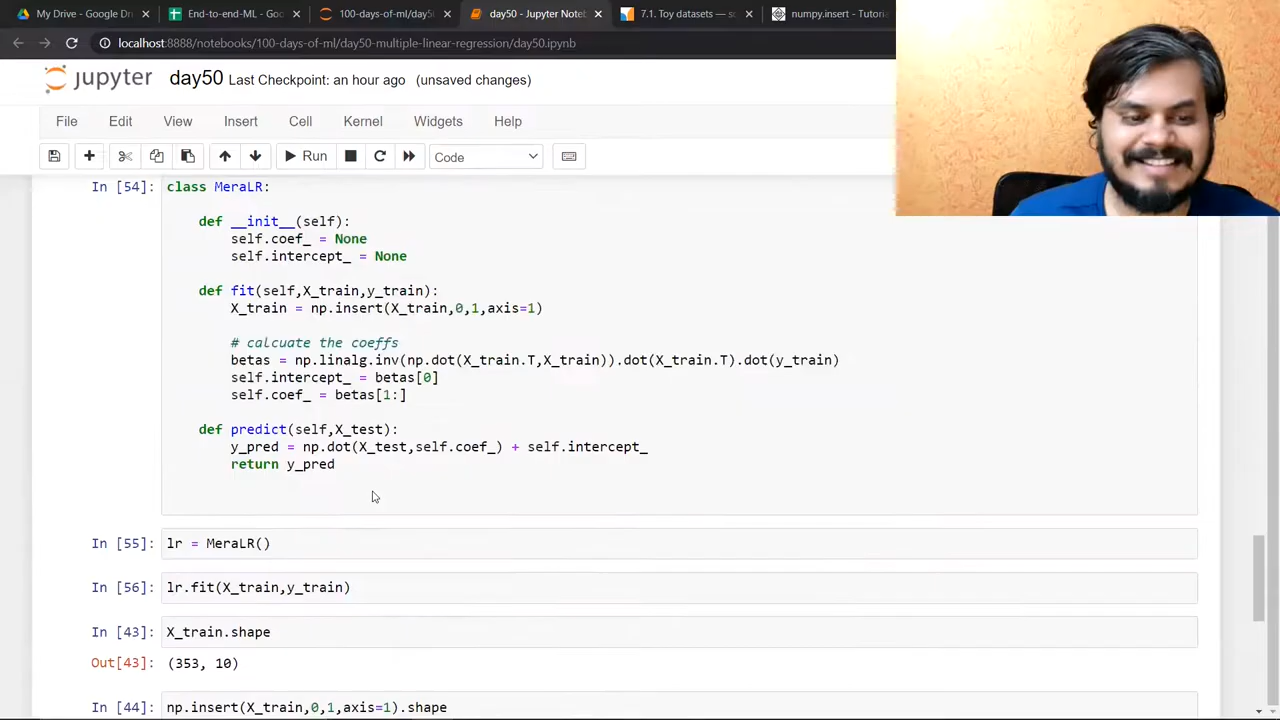 My Drive - Google Dri
End-to-end-ML - Goo
100-days-of-ml/day5
day50 - Jupyter Note
7.1. Toy datasets — sc
numpy.insert - Tutorie
localhost:8888/notebooks/100-days-of-ml/day50-multiple-linear-regression/day50.ipynb
jupyter day50 Last Checkpoint: an hour ago (unsaved changes)
File Edit View Insert Cell Kernel Widgets Help
Run Code
In [54]: class MeraLR:
def __init__(self):
self.coef_ = None
self.intercept_ = None
def fit(self,X_train,y_train):
X_train = np.insert(X_train,0,1,axis=1)
# calcuate the coeffs
betas = np.linalg.inv(np.dot(X_train.T,X_train)).dot(X_train.T).dot(y_train)
self.intercept_ = betas[0]
self.coef_ = betas[1:]
def predict(self,X_test):
y_pred = np.dot(X_test,self.coef_) + self.intercept_
return y_pred
In [55]: lr = MeraLR()
In [56]: lr.fit(X_train,y_train)
In [43]: X_train.shape
Out[43]: (353, 10)
In [44]: np.insert(X_train,0,1,axis=1).shape